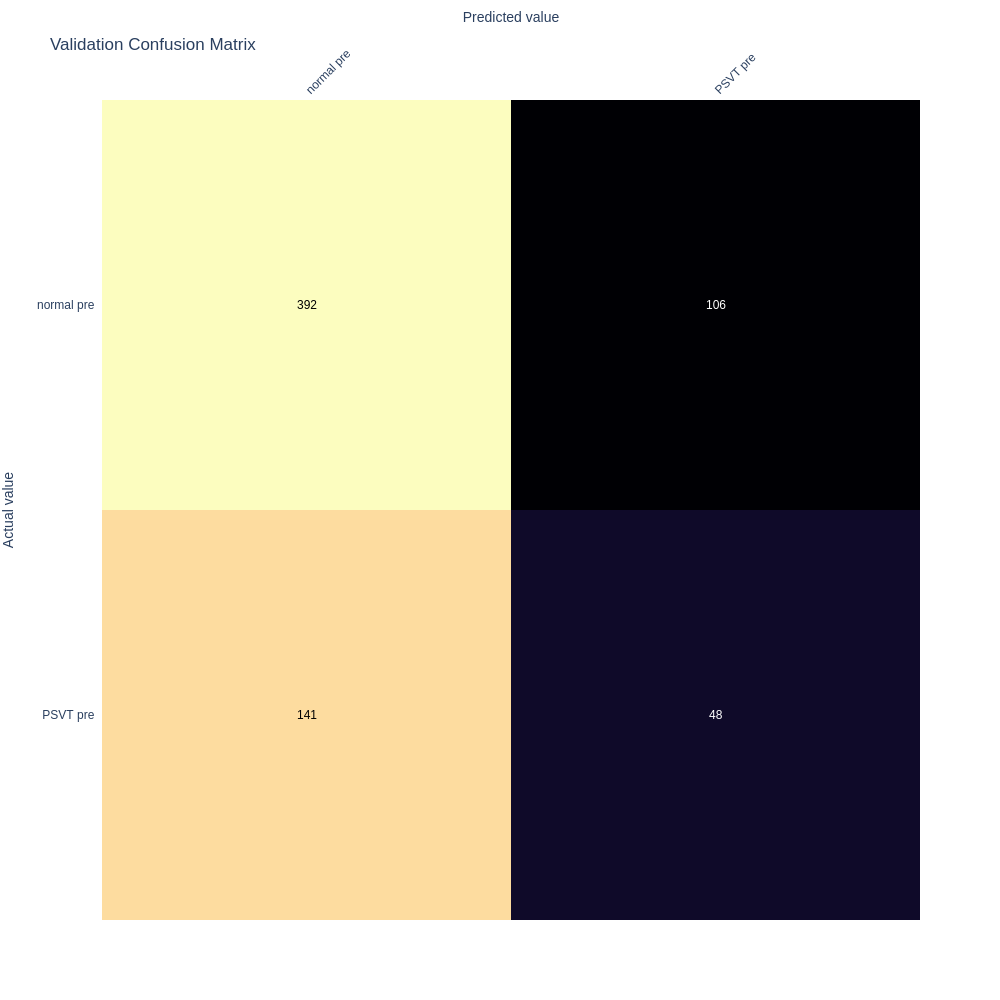 Predicted value
Validation Confusion Matrix
normal pre
PSVT pre
normal pre
392
106
Actual value
PSVT pre
141
48